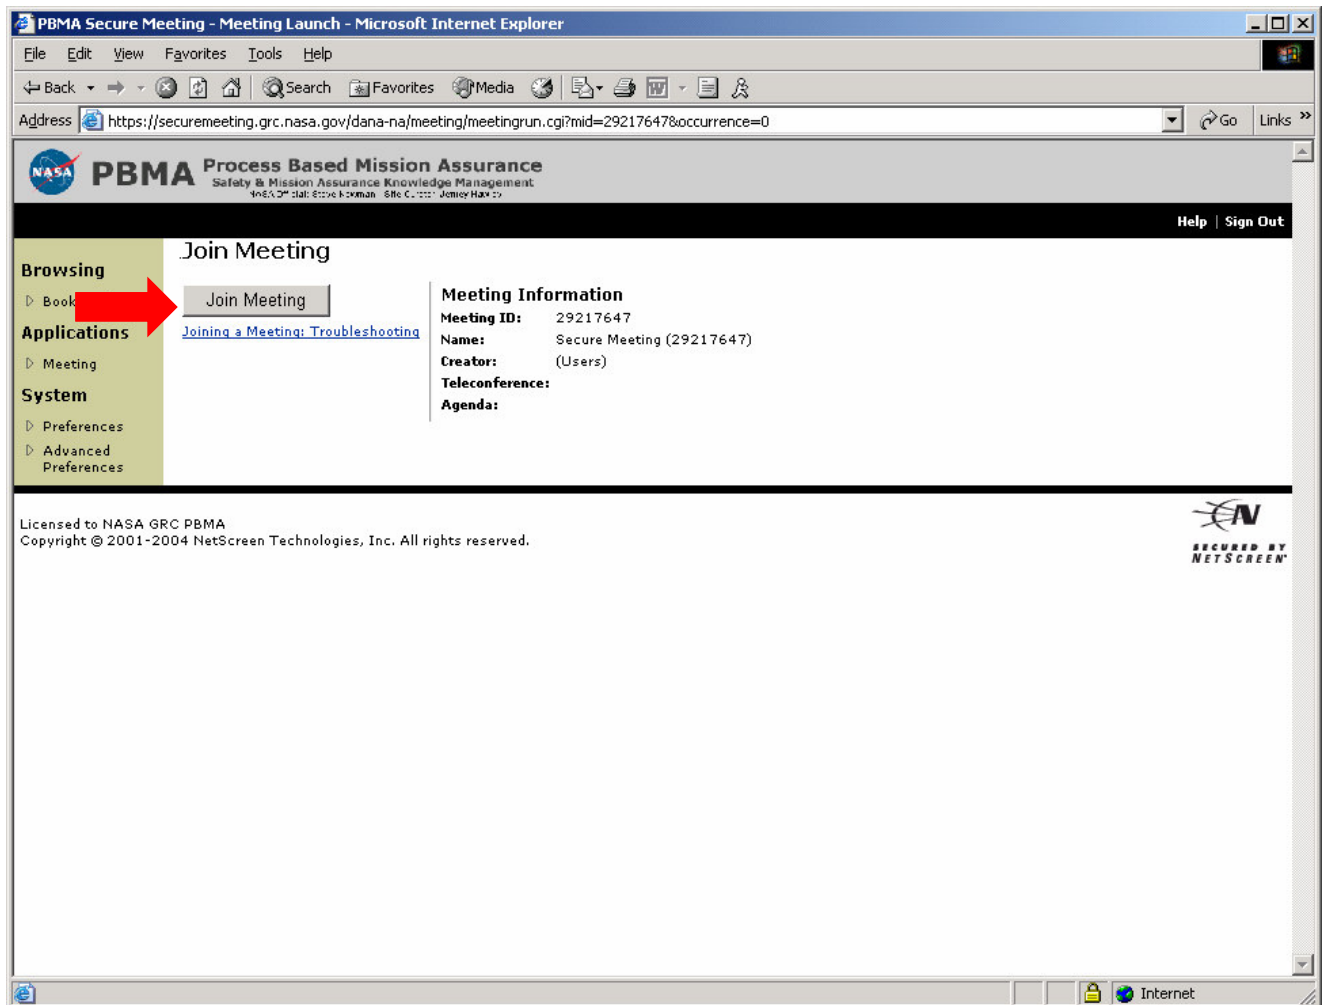 PBMA Secure Meeting - Meeting Launch - Microsoft Internet Explorer
File Edit View Favorites Tools Help
Back Search Favorites Media
Address https://securemeeting.grc.nasa.gov/dana-na/meeting/meetingrun.cgi?mid=29217647&occurrence=0 Go Links »
NASA PBMA Process Based Mission Assurance
Safety & Mission Assurance Knowledge Management
Help | Sign Out
Join Meeting
Browsing
Book
Applications
Meeting
System
Preferences
Advanced
Preferences
Join Meeting
Joining a Meeting: Troubleshooting
Meeting Information
Meeting ID: 29217647
Name: Secure Meeting (29217647)
Creator: (Users)
Teleconference:
Agenda:
Licensed to NASA GRC PBMA
Copyright © 2001-2004 NetScreen Technologies, Inc. All rights reserved.
SECURED BY
NETSCREEN
Internet